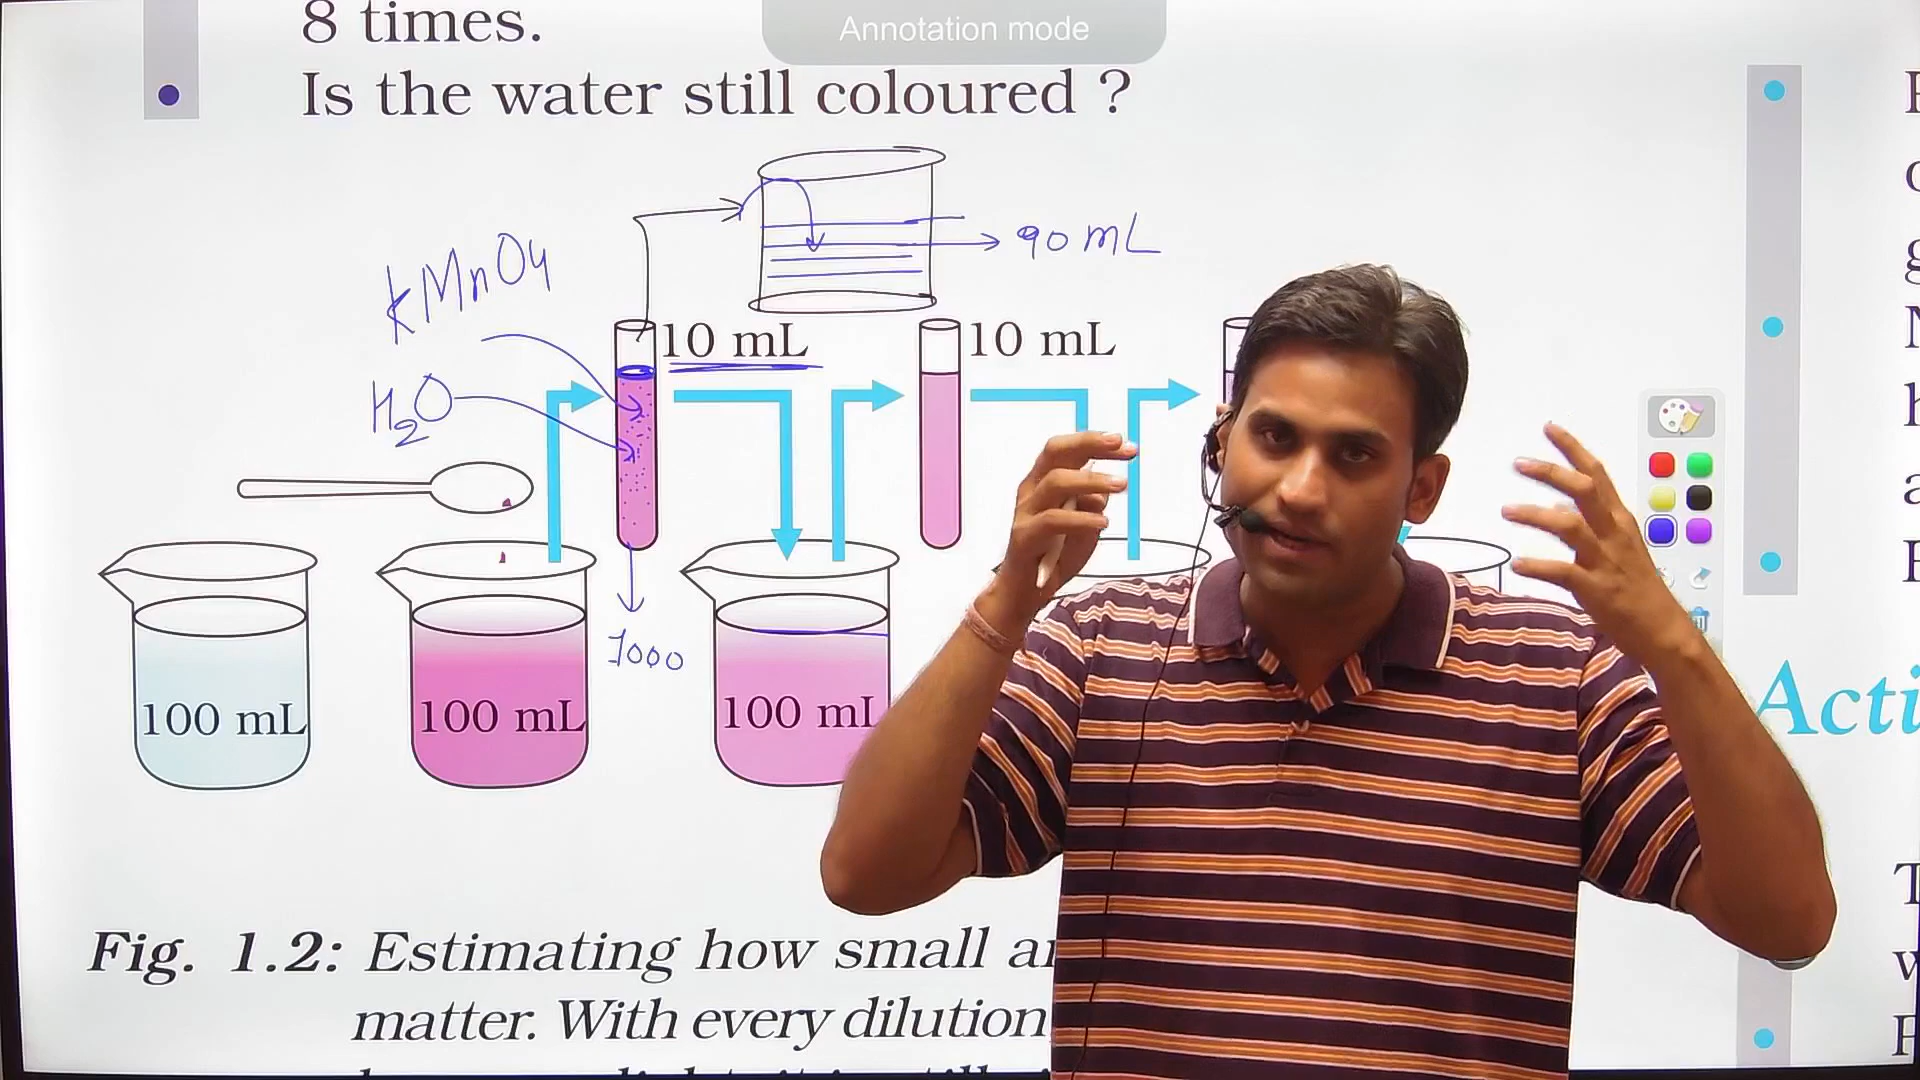 Annotation mode
8 times.
Is the water still coloured ?
90 mL
KMnO4
10 mL
10 mL
H2O
1000
100 mL
100 mL
100 mL
Acti
Fig. 1.2: Estimating how small
matter. With every dilution